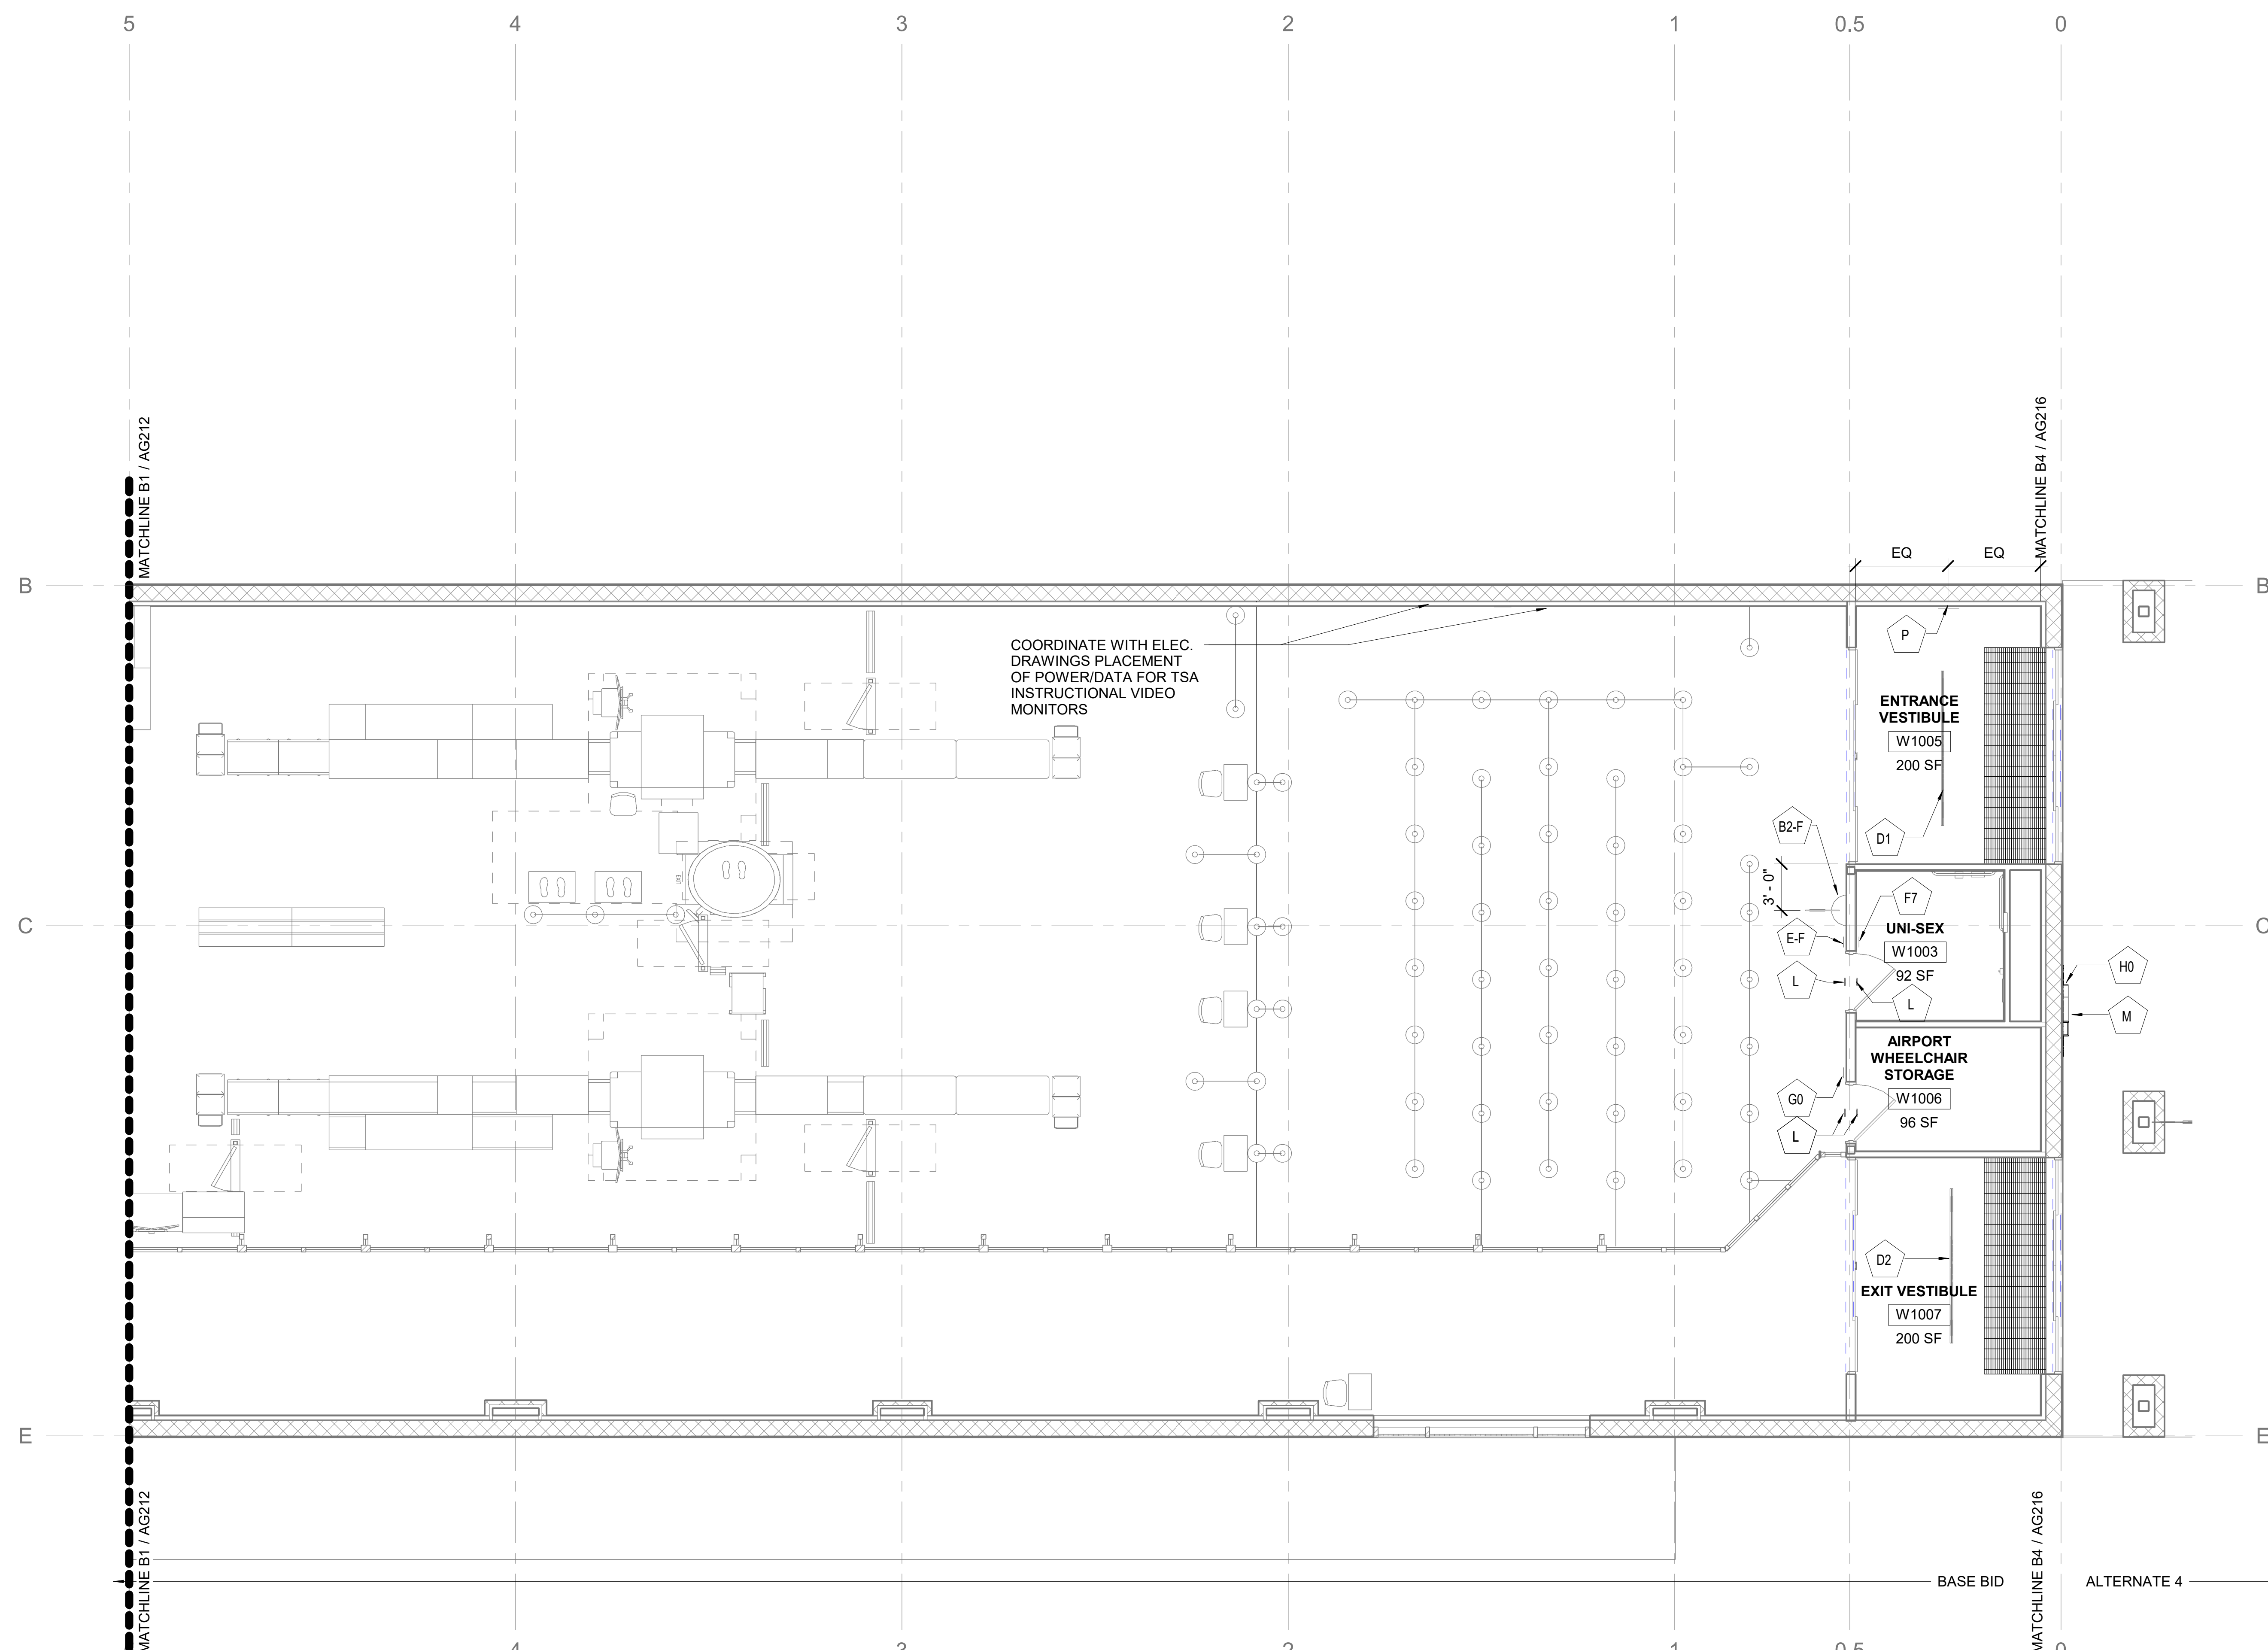 5
4
3
2
1
0.5
0
MATCHLINE B1 / AG212
MATCHLINE B4 / AG216
EQ
EQ
B
B
COORDINATE WITH ELEC.
DRAWINGS PLACEMENT
OF POWER/DATA FOR TSA
INSTRUCTIONAL VIDEO
MONITORS
P
ENTRANCE
VESTIBULE
W1005
200 SF
D1
B2-F
3' - 0"
F7
EXIT
C
C
UNI-SEX
W1003
92 SF
E-F
L
L
H0
M
AIRPORT
WHEELCHAIR
STORAGE
W1006
96 SF
G0
L
D2
EXIT VESTIBULE
W1007
200 SF
E
E
MATCHLINE B1 / AG212
MATCHLINE B4 / AG216
BASE BID
ALTERNATE 4
4
3
2
1
0.5
0